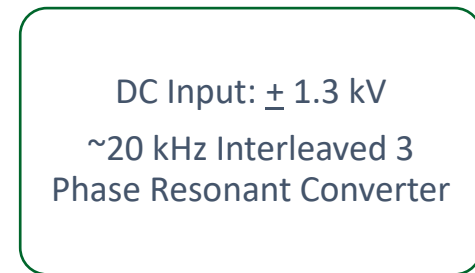 DC Input: ± 1.3 kV
~20 kHz Interleaved 3
Phase Resonant Converter